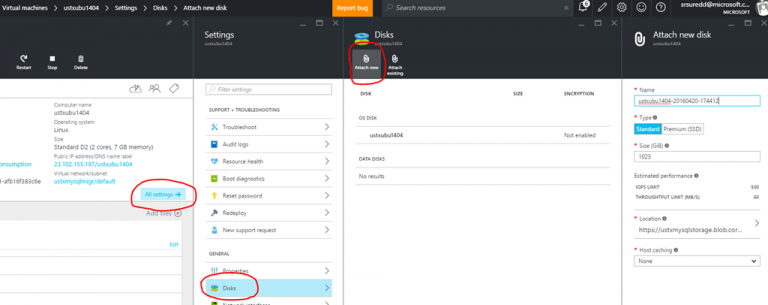 Virtual machines > ustxubu1404 > Settings > Disks > Attach new disk
Report bug
Search resources
srsuredd@microsoft.c...
MICROSOFT
Restart
Stop
Delete
Computer name
ustxubu1404
Operating system
Linux
Size
Standard D2 (2 cores, 7 GB memory)
Public IP address/DNS name label
onsumption
23.102.155.197/ustxubu1404
Virtual network/subnet
-afb16f383c6e
ustxmysqlmigr/default
All settings →
Add tiles
Edit
Settings
ustxubu1404
Filter settings
SUPPORT + TROUBLESHOOTING
Troubleshoot
Audit logs
Resource health
Boot diagnostics
Reset password
Redeploy
New support request
GENERAL
Properties
Disks
Network interfaces
Disks
ustxubu1404
Attach new
Attach existing
DISK
SIZE
ENCRYPTION
OS DISK
ustxubu1404
Not enabled
DATA DISKS
No results
Attach new disk
ustxubu1404
* Name
ustxubu1404-20160420-174412
* Type
Standard
Premium (SSD)
* Size (GiB)
1023
Estimated performance
IOPS LIMIT
500
THROUGHTPUT LIMIT (MB/S)
60
* Location
https://ustxmysqlstorage.blob.cor...
* Host caching
None